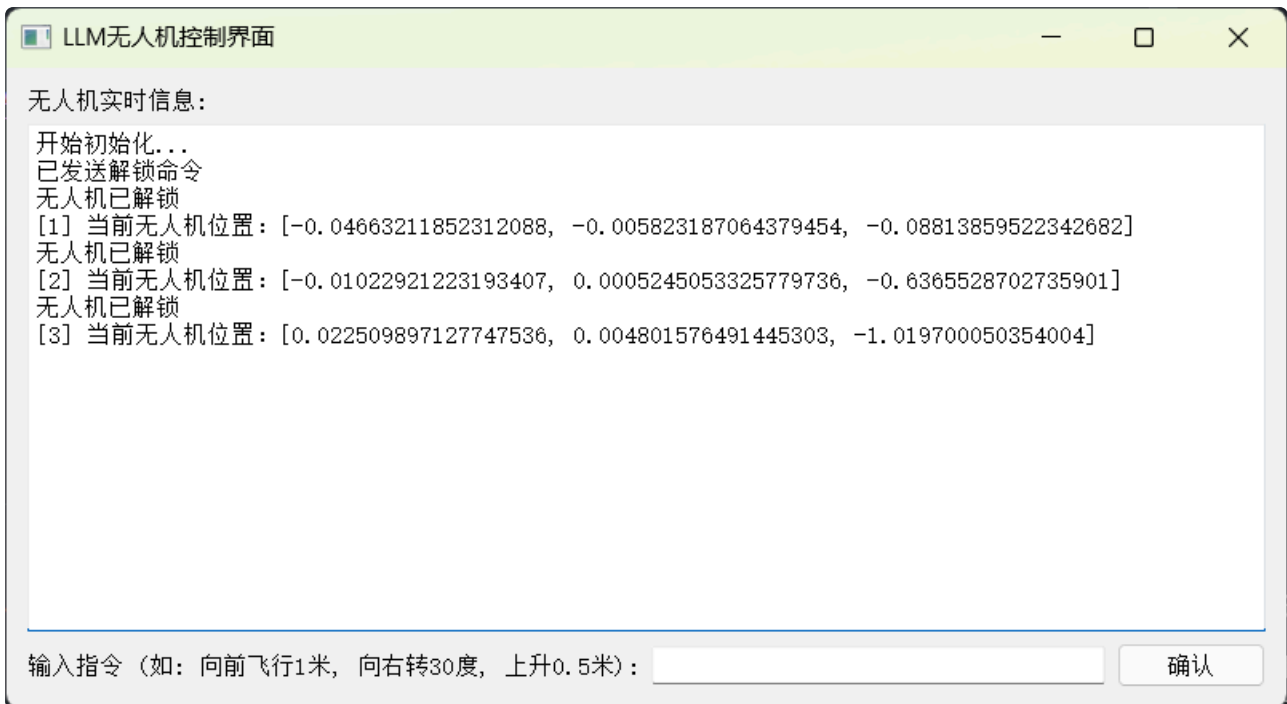 LLM无人机控制界面
无人机实时信息:
开始初始化...
已发送解锁命令
无人机已解锁
[1] 当前无人机位置: [-0.04663211852312088, -0.005823187064379454, -0.08813859522342682]
无人机已解锁
[2] 当前无人机位置: [-0.01022921223193407, 0.0005245053325779736, -0.6365528702735901]
无人机已解锁
[3] 当前无人机位置: [0.022509897127747536, 0.004801576491445303, -1.019700050354004]
输入指令 (如: 向前飞行1米, 向右转30度, 上升0.5米): 确认